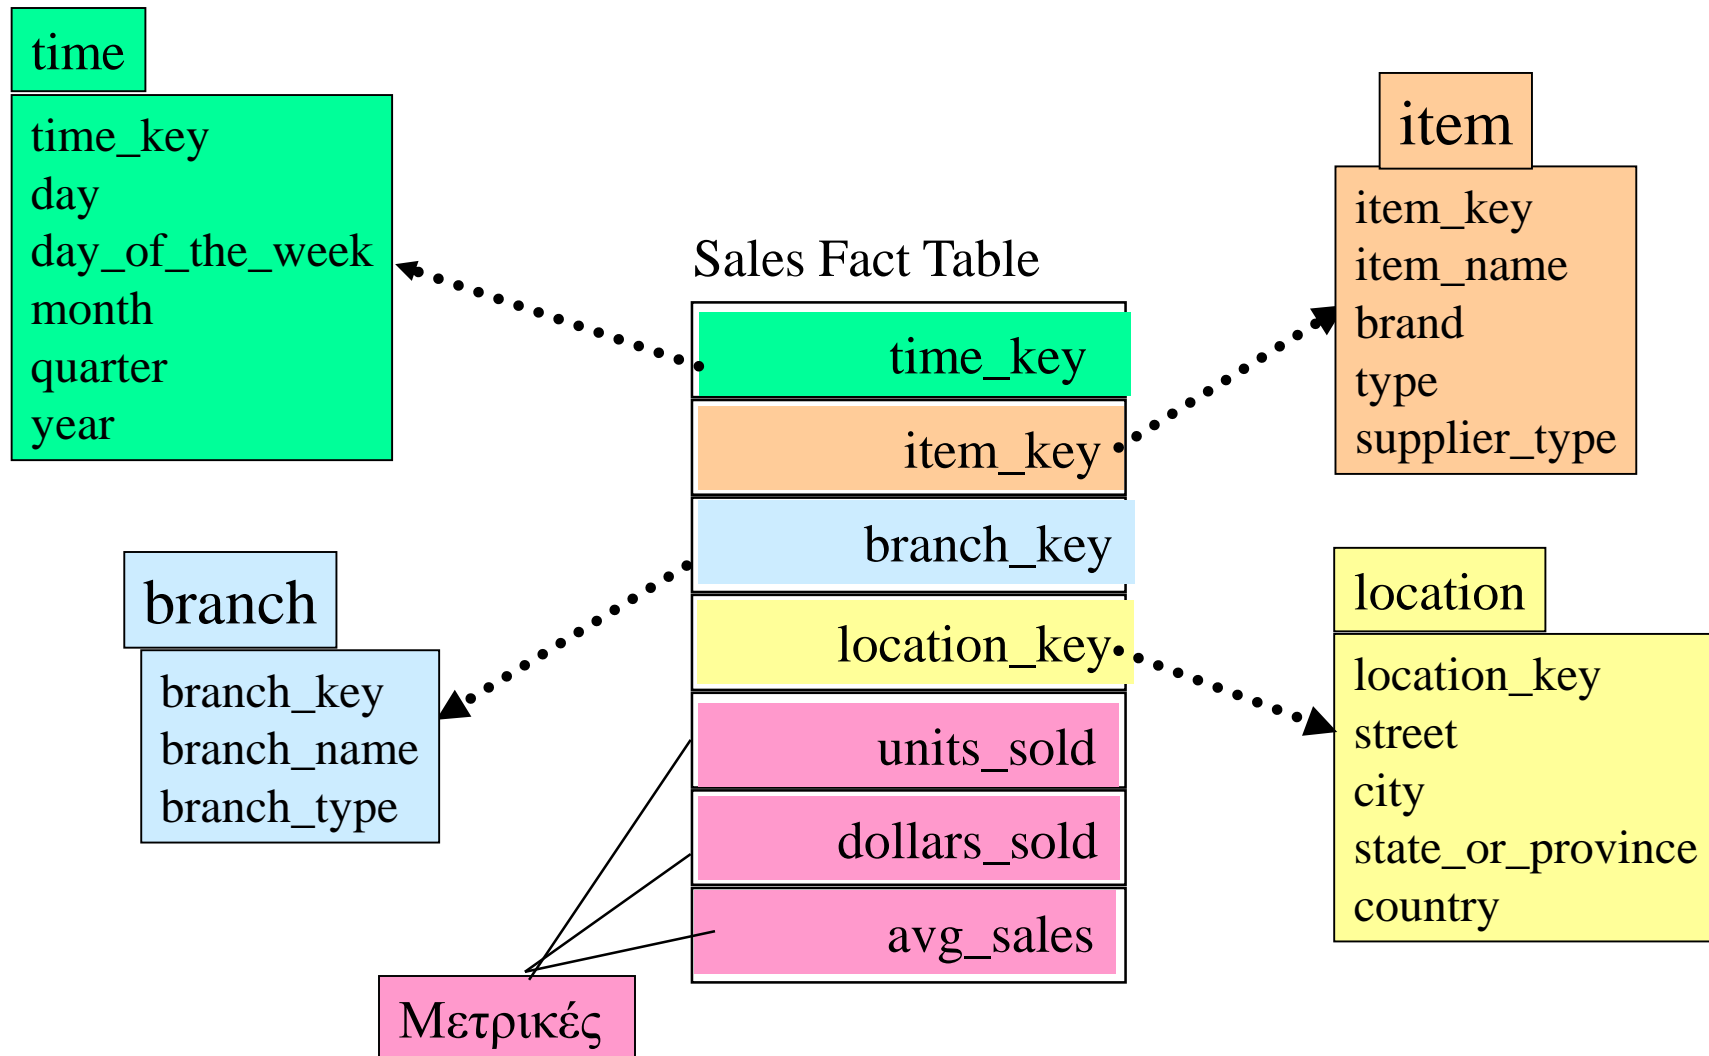 time
time_key
day
day_of_the_week
month
quarter
year
item
item_key
item_name
brand
type
supplier_type
Sales Fact Table
time_key
item_key
branch_key
location_key
units_sold
dollars_sold
avg_sales
branch
branch_key
branch_name
branch_type
location
location_key
street
city
state_or_province
country
Μετρικές